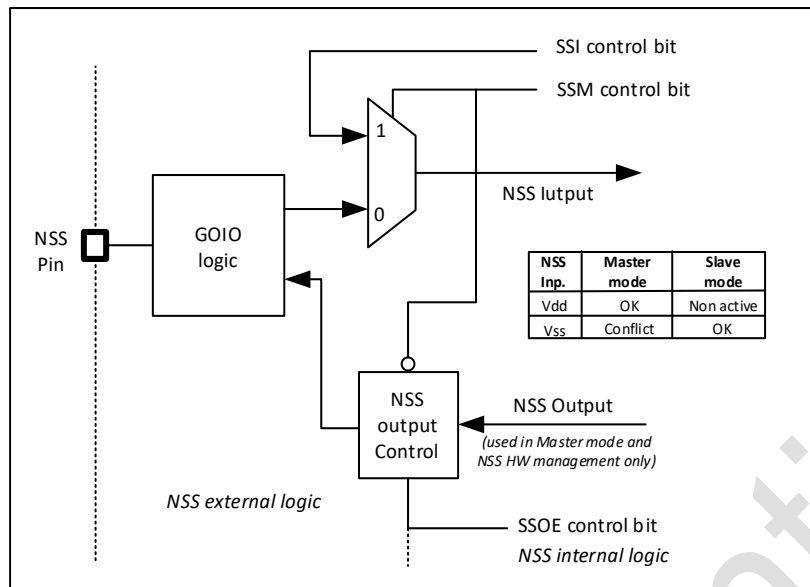 SSI control bit
SSM control bit
1
NSS Iutput
0
NSS
Pin
GOIO
logic
NSS Inp. Master mode Slave mode
Vdd OK Non active
Vss Conflict OK
NSS
output
Control
NSS Output
(used in Master mode and
NSS HW management only)
NSS external logic
SSOE control bit
NSS internal logic